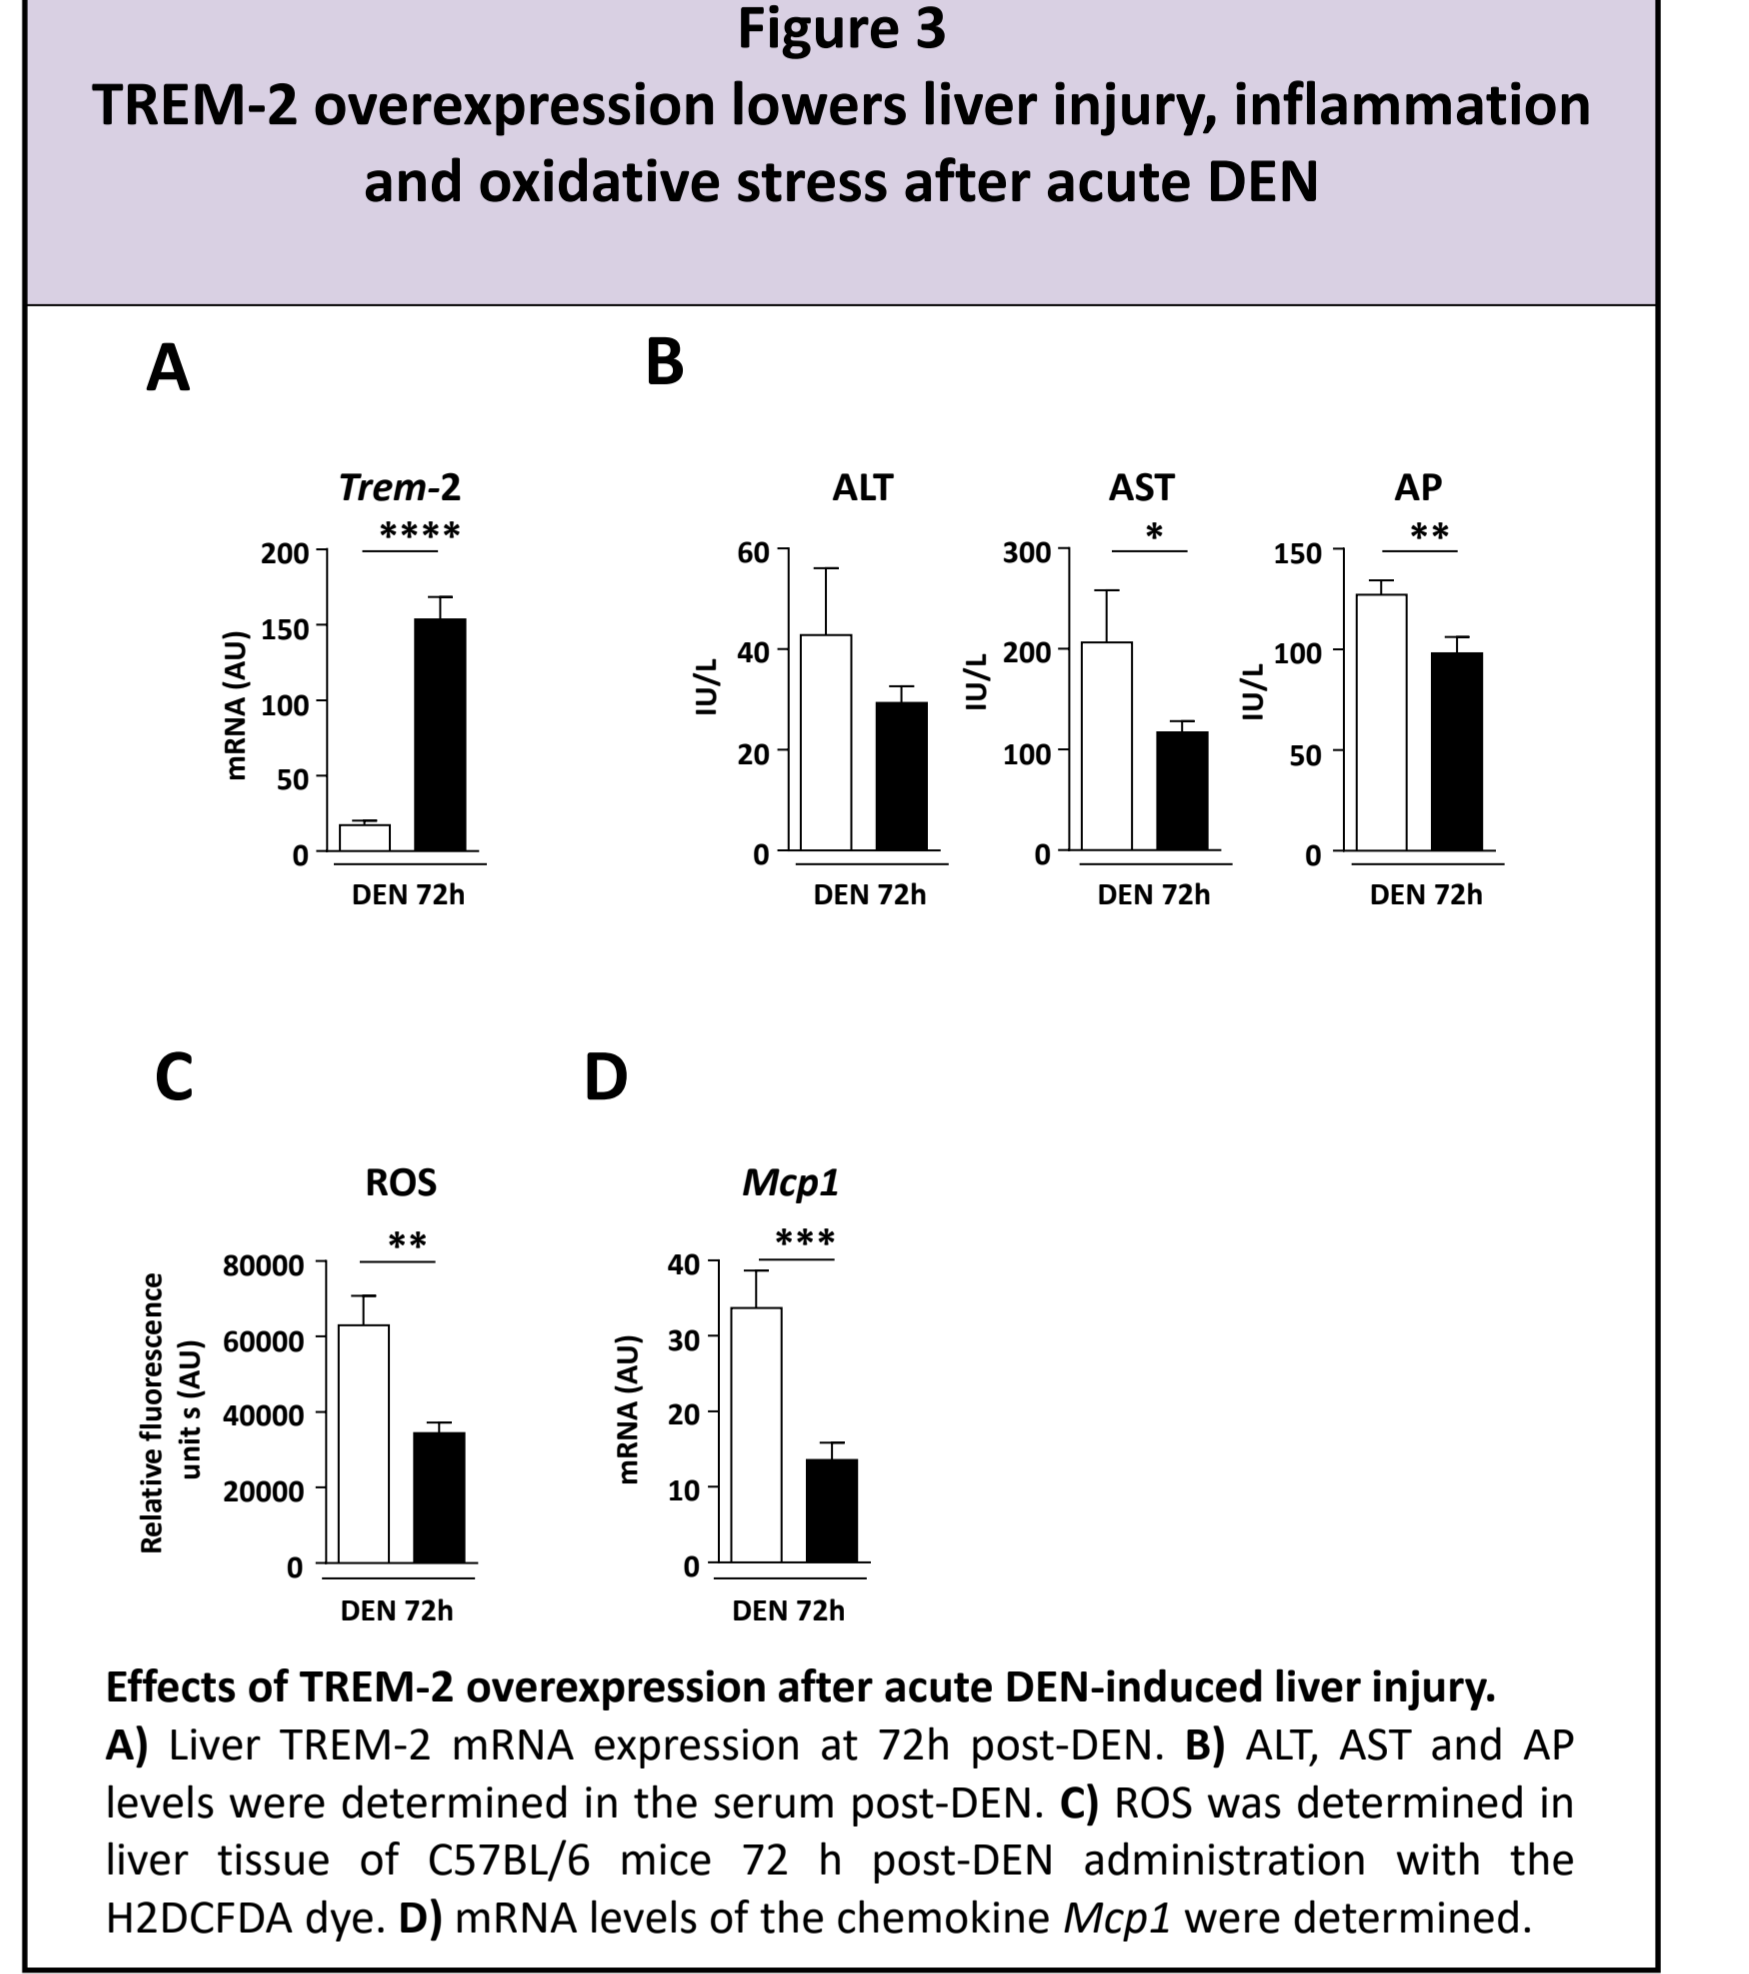 Figure 3
TREM-2 overexpression lowers liver injury, inflammation
and oxidative stress after acute DEN
A
B
Trem-2
****
200
150
100
50
0
mRNA (AU)
DEN 72h
ALT
60
40
20
0
IU/L
DEN 72h
AST
*
300
200
100
0
IU/L
DEN 72h
AP
**
150
100
50
0
IU/L
DEN 72h
C
D
ROS
**
80000
60000
40000
20000
0
Relative fluorescence
unit s (AU)
DEN 72h
Mcp1
***
40
30
20
10
0
mRNA (AU)
DEN 72h
Effects of TREM-2 overexpression after acute DEN-induced liver injury.
A) Liver TREM-2 mRNA expression at 72h post-DEN. B) ALT, AST and AP
levels were determined in the serum post-DEN. C) ROS was determined in
liver tissue of C57BL/6 mice 72 h post-DEN administration with the
H2DCFDA dye. D) mRNA levels of the chemokine Mcp1 were determined.